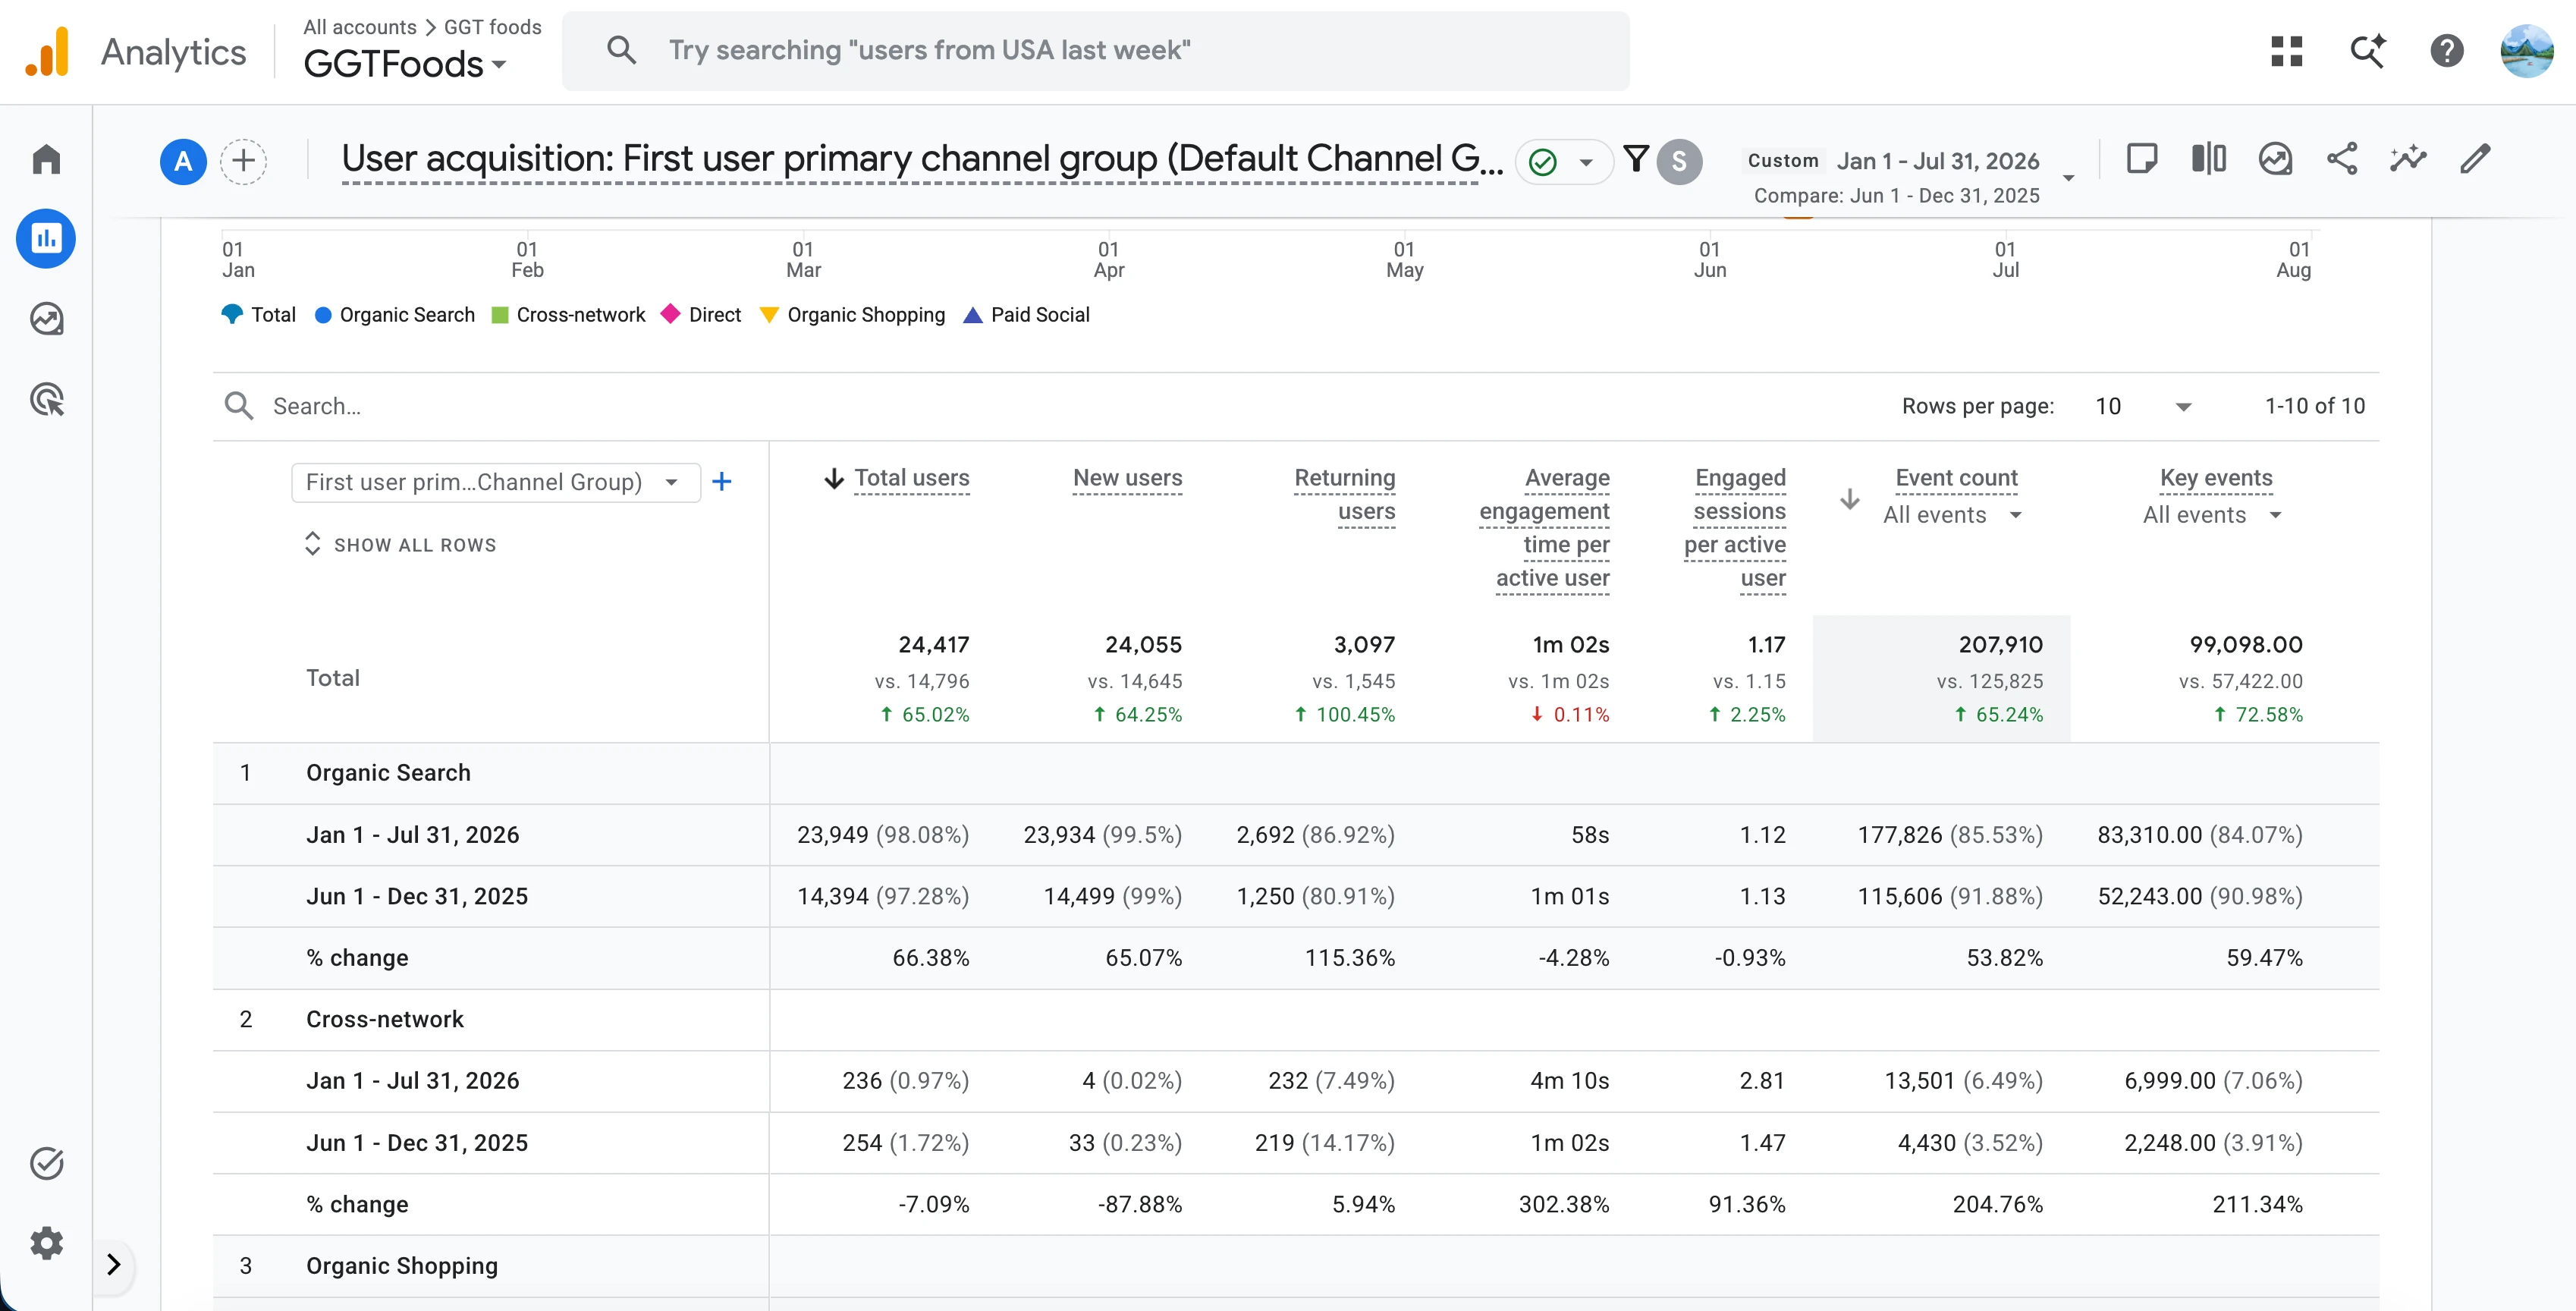 All accounts > GGT foods
Analytics
GGTFoods
Try searching "users from USA last week"
A
User acquisition: First user primary channel group (Default Channel G...
S
Custom Jan 1 - Jul 31, 2026
Compare: Jun 1 - Dec 31, 2025
01 Jan
01 Feb
01 Mar
01 Apr
01 May
01 Jun
01 Jul
01 Aug
Total Organic Search Cross-network Direct Organic Shopping Paid Social
Search...
Rows per page: 10 1-10 of 10
First user prim...Channel Group) +
SHOW ALL ROWS
Total users
New users
Returning users
Average engagement time per active user
Engaged sessions per active user
Event count
All events
Key events
All events
Total
24,417 24,055 3,097 1m 02s 1.17 207,910 99,098.00
vs. 14,796 vs. 14,645 vs. 1,545 vs. 1m 02s vs. 1.15 vs. 125,825 vs. 57,422.00
↑ 65.02% ↑ 64.25% ↑ 100.45% ↓ 0.11% ↑ 2.25% ↑ 65.24% ↑ 72.58%
1 Organic Search
Jan 1 - Jul 31, 2026 23,949 (98.08%) 23,934 (99.5%) 2,692 (86.92%) 58s 1.12 177,826 (85.53%) 83,310.00 (84.07%)
Jun 1 - Dec 31, 2025 14,394 (97.28%) 14,499 (99%) 1,250 (80.91%) 1m 01s 1.13 115,606 (91.88%) 52,243.00 (90.98%)
% change 66.38% 65.07% 115.36% -4.28% -0.93% 53.82% 59.47%
2 Cross-network
Jan 1 - Jul 31, 2026 236 (0.97%) 4 (0.02%) 232 (7.49%) 4m 10s 2.81 13,501 (6.49%) 6,999.00 (7.06%)
Jun 1 - Dec 31, 2025 254 (1.72%) 33 (0.23%) 219 (14.17%) 1m 02s 1.47 4,430 (3.52%) 2,248.00 (3.91%)
% change -7.09% -87.88% 5.94% 302.38% 91.36% 204.76% 211.34%
3 Organic Shopping